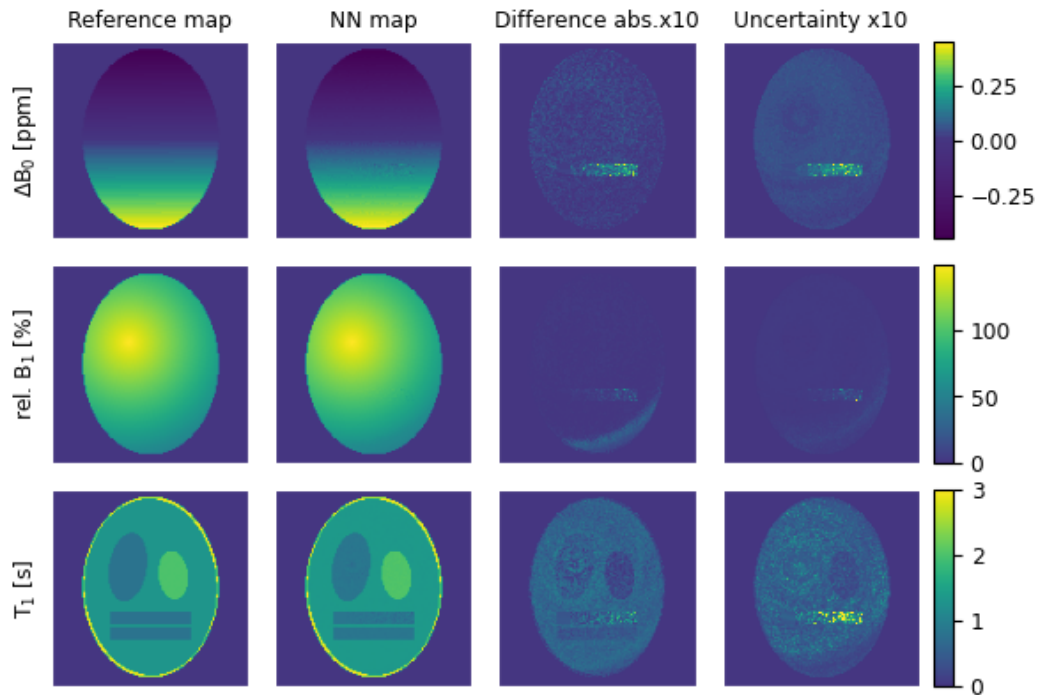 Reference map NN map Difference abs.x10 Uncertainty x10
ΔB₀ [ppm]
0.25
0.00
−0.25
rel. B₁ [%]
100
50
0
T₁ [s]
3
2
1
0